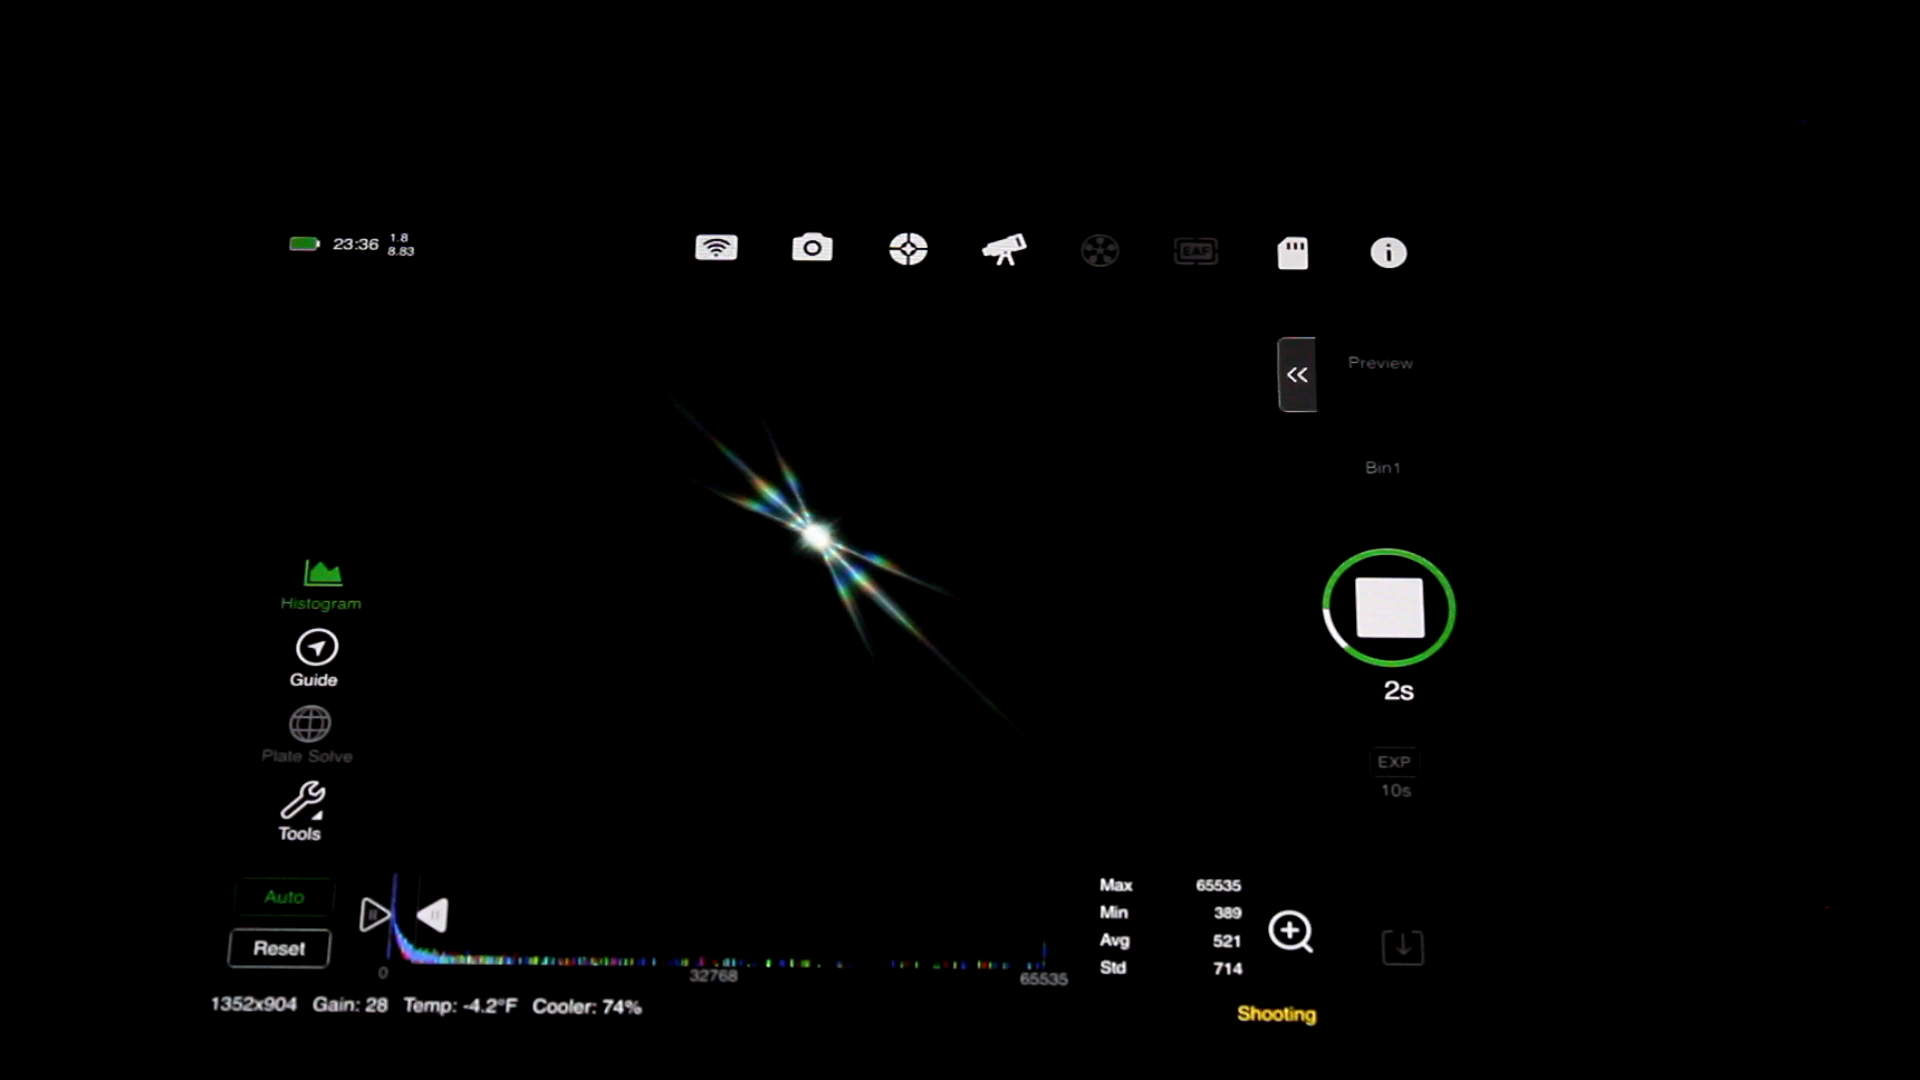 23:36 1.8
8.83
EAF
Preview
Bin1
Histogram
Guide
2s
Plate Solve
EXP
10s
Tools
Auto
Reset
Max 65535
Min 389
Avg 521
Std 714
0 32768 65535
1352x904 Gain: 28 Temp: -4.2°F Cooler: 74%
Shooting